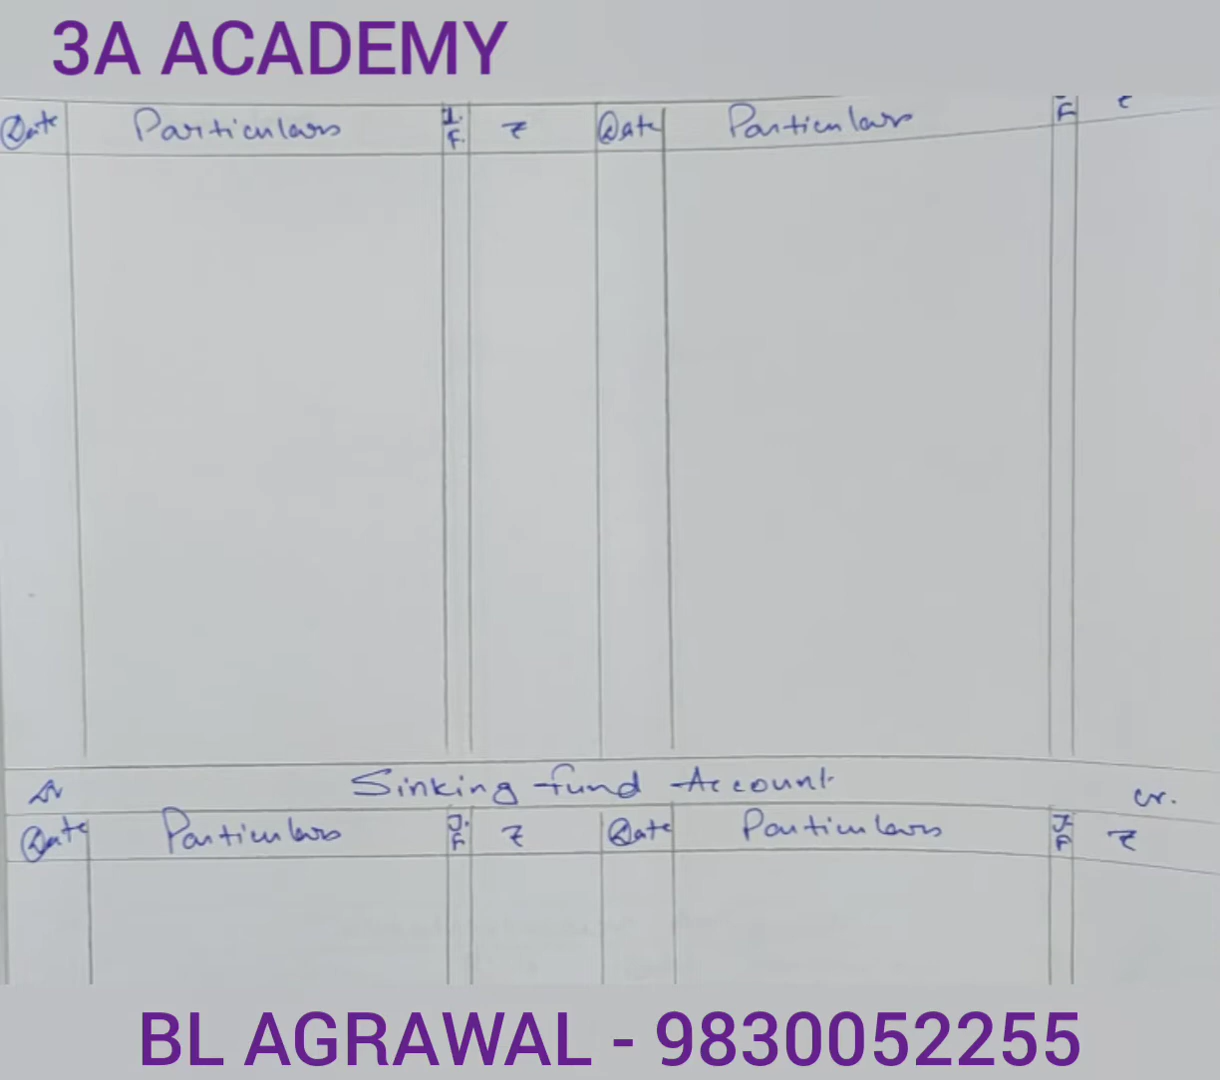 3A ACADEMY
Date Particulars J.F. ₹ Date Particulars J.F. ₹
Dr Sinking fund Account cr.
Date Particulars J.F. ₹ Date Particulars J.F. ₹
BL AGRAWAL - 9830052255